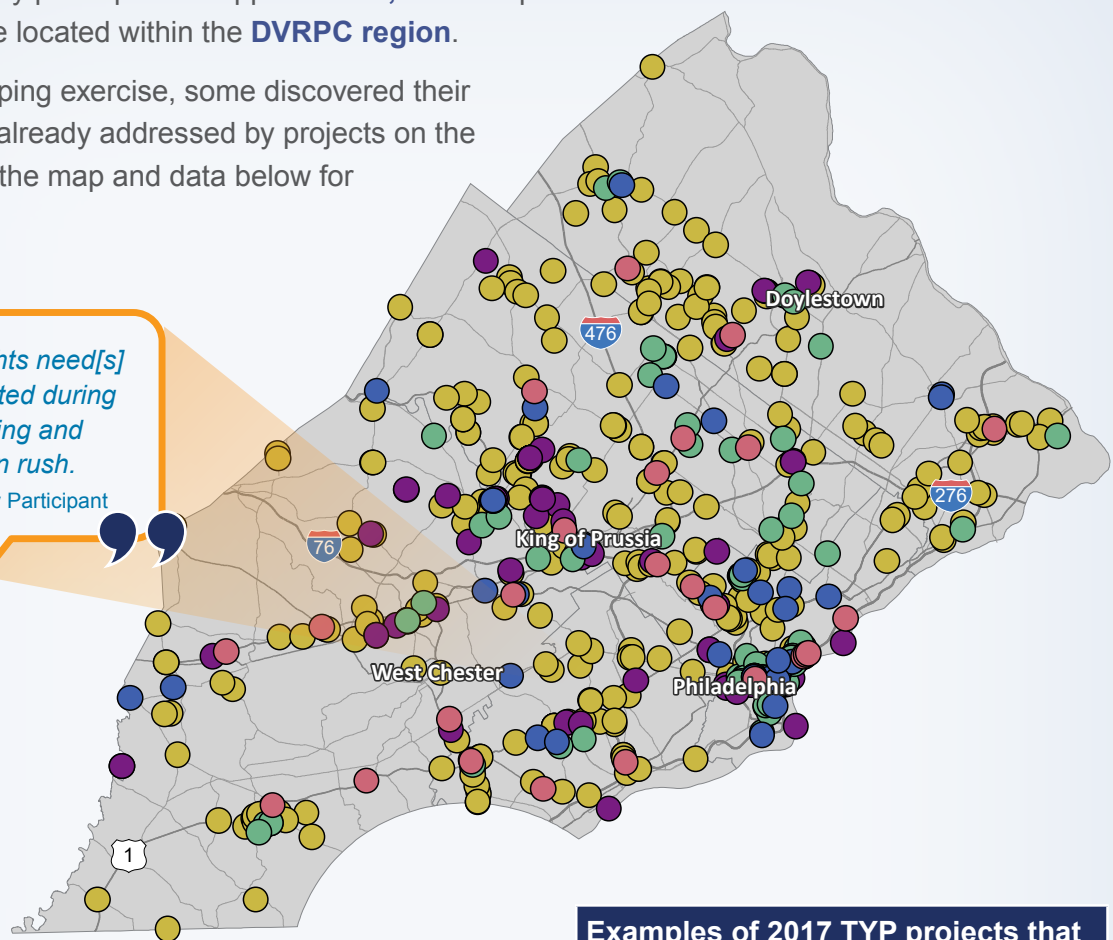 e located within the DVRPC region.
ping exercise, some discovered their
already addressed by projects on the
the map and data below for
nts need[s]
ted during
ing and
n rush.
Participant
”
Doylestown
476
276
King of Prussia
76
West Chester
Philadelphia
1
Examples of 2017 TYP projects that